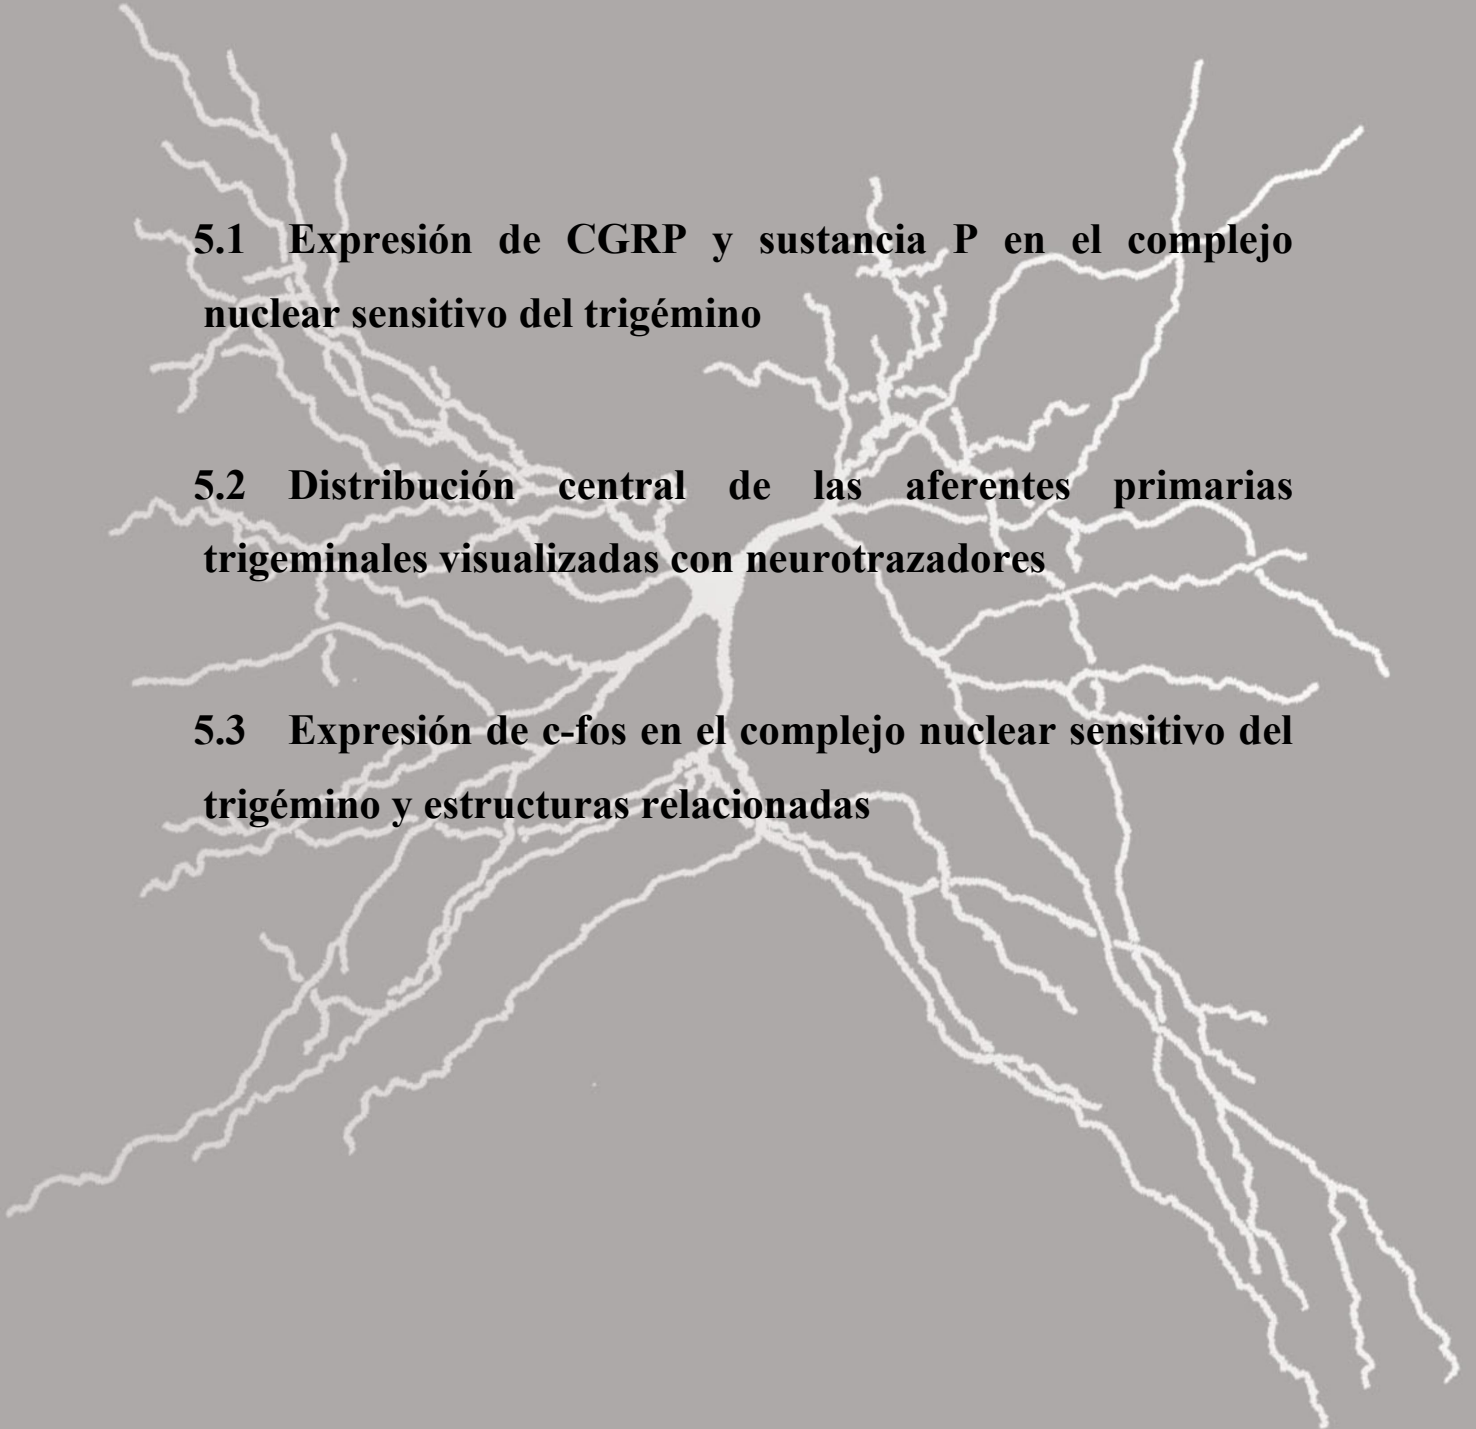 5.1 Expresión de CGRP y sustancia P en el complejo
nuclear sensitivo del trigémino
5.2 Distribución central de las aferentes primarias
trigeminales visualizadas con neurotrazadores
5.3 Expresión de c-fos en el complejo nuclear sensitivo del
trigémino y estructuras relacionadas